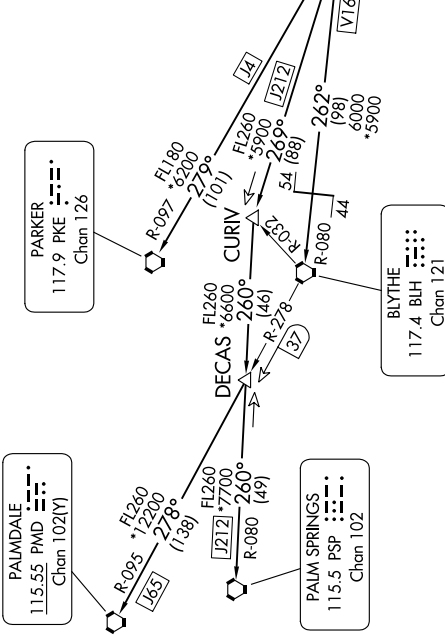 PALMDALE
115.55 PMD
Chan 102(Y)
PARKER
117.9 PKE
Chan 126
PALM SPRINGS
115.5 PSP
Chan 102
BLYTHE
117.4 BLH
Chan 121
J65
R-095
FL260
*12200
278°
(138)
J212
R-080
FL260
*7700
260°
(49)
DECAS
FL260
*6600
260°
(46)
R-278
37
CURIV
R-032
R-097
FL180
*6200
279°
(101)
J4
FL260
*5900
269°
(88)
J212
54
44
R-080
262°
(98)
6000
*5900
V16